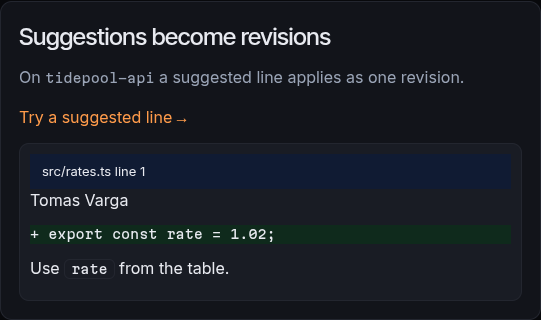 Suggestions become revisions
On tidepool-api a suggested line applies as one revision.
Try a suggested line →
src/rates.ts line 1
Tomas Varga
+ export const rate = 1.02;
Use rate from the table.